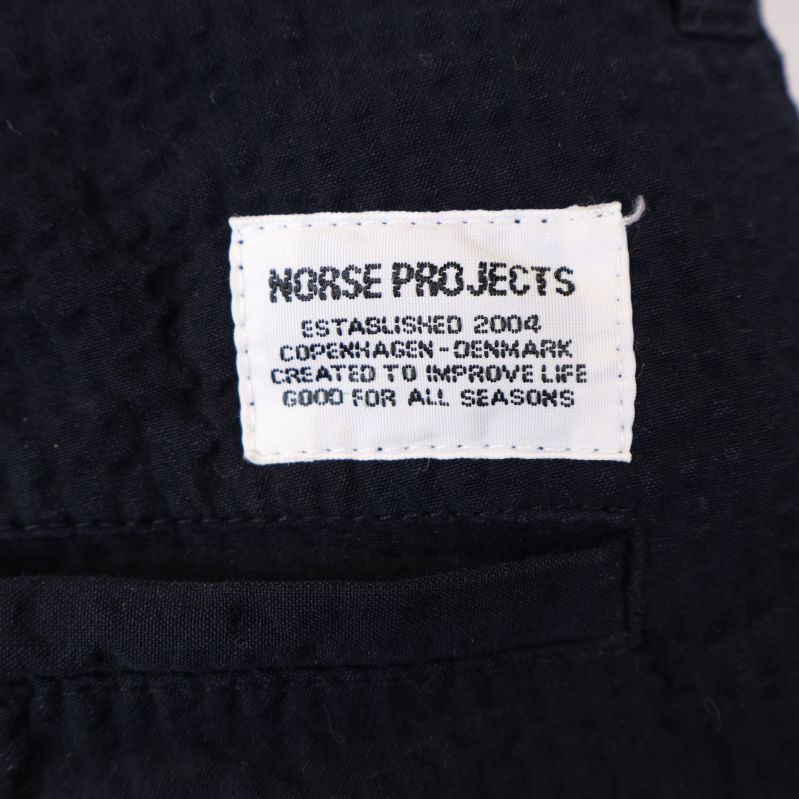 NORSE PROJECTS
ESTABLISHED 2004
COPENHAGEN - DENMARK
CREATED TO IMPROVE LIFE
GOOD FOR ALL SEASONS